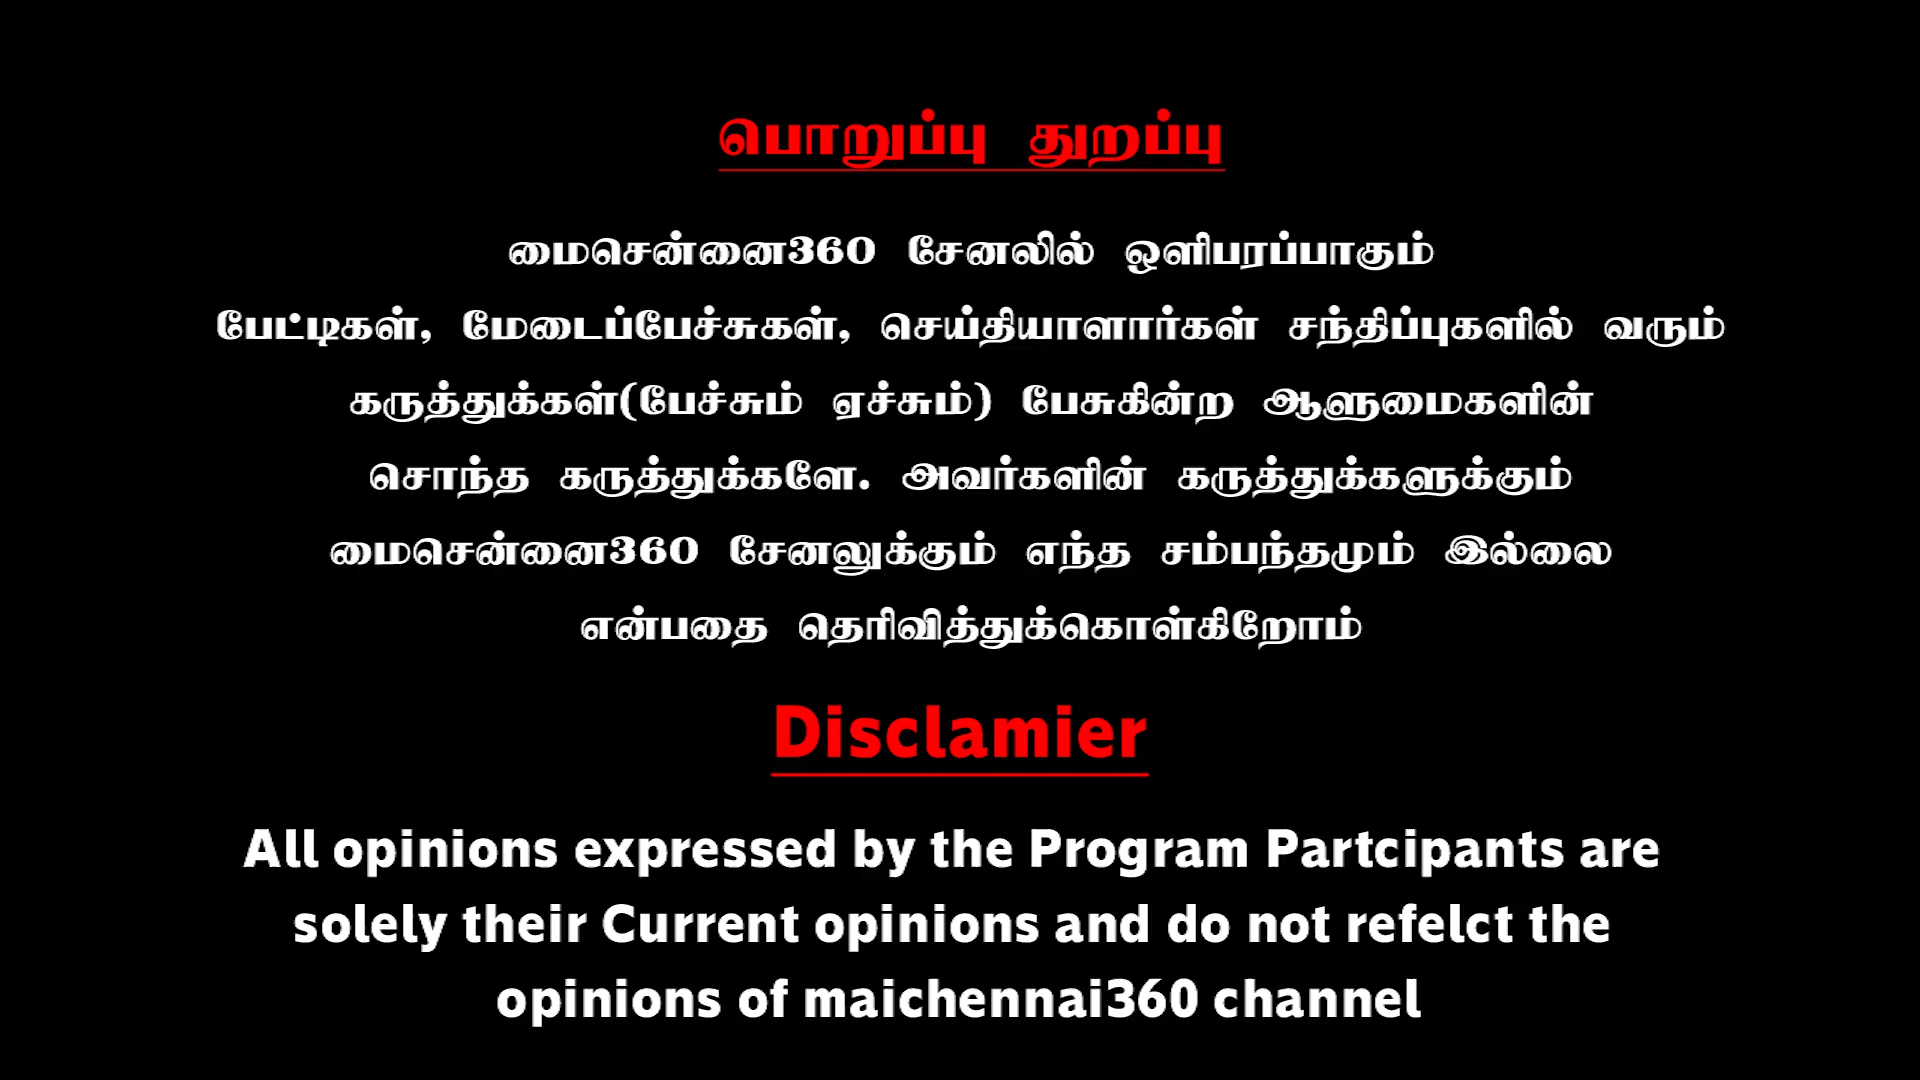 பொறுப்பு துறப்பு
மைசென்னை360 சேனலில் ஒளிபரப்பாகும்
பேட்டிகள், மேடைப்பேச்சுகள், செய்தியாளார்கள் சந்திப்புகளில் வரும்
கருத்துக்கள்(பேச்சும் ஏச்சும்) பேசுகின்ற ஆளுமைகளின்
சொந்த கருத்துக்களே. அவர்களின் கருத்துக்களுக்கும்
மைசென்னை360 சேனலுக்கும் எந்த சம்பந்தமும் இல்லை
என்பதை தெரிவித்துக்கொள்கிறோம்
Disclamier
All opinions expressed by the Program Partcipants are
solely their Current opinions and do not refelct the
opinions of maichennai360 channel